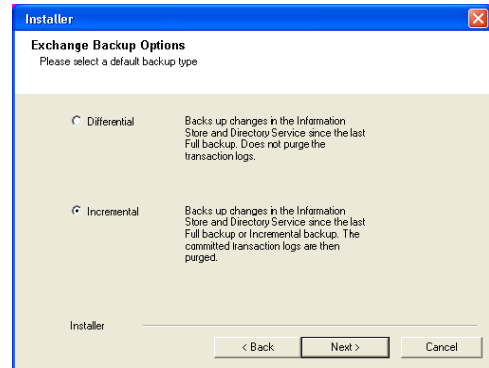 Installer
Exchange Backup Options
Please select a default backup type
Differential
Backs up changes in the Information
Store and Directory Service since the last
Full backup. Does not purge the
transaction logs.
Incremental
Backs up changes in the Information
Store and Directory Service since the last
Full backup or Incremental backup. The
committed transaction logs are then
purged.
Installer
< Back
Next >
Cancel